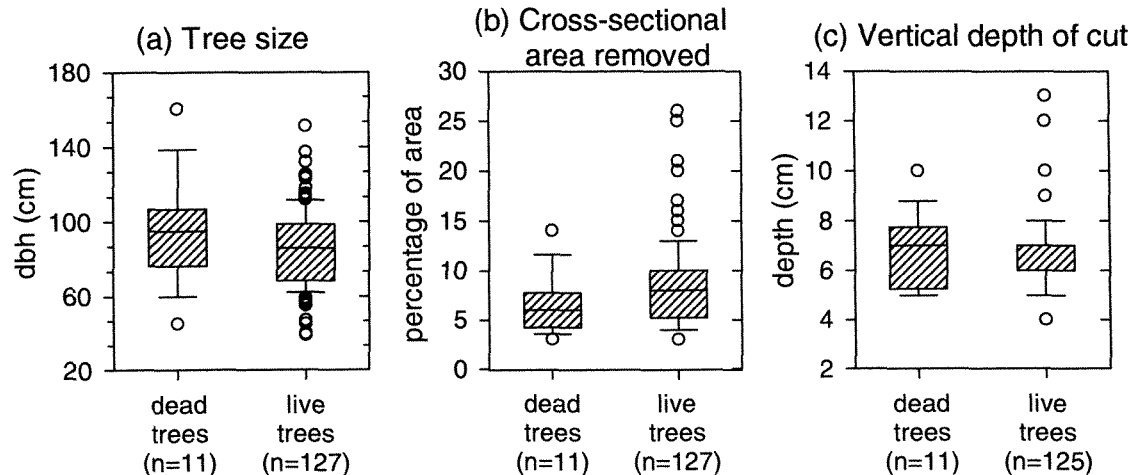 (a) Tree size
180
140
100
60
20
dbh (cm)
dead
trees
(n=11)
live
trees
(n=127)
(b) Cross-sectional
area removed
30
25
20
15
10
5
0
percentage of area
dead
trees
(n=11)
live
trees
(n=127)
(c) Vertical depth of cut
14
12
10
8
6
4
2
depth (cm)
dead
trees
(n=11)
live
trees
(n=125)